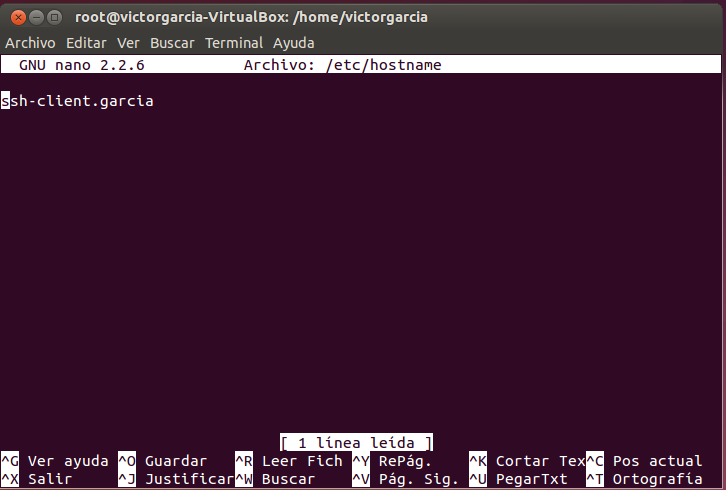 root@victorgarcia-VirtualBox: /home/victorgarcia
Archivo Editar Ver Buscar Terminal Ayuda
GNU nano 2.2.6 Archivo: /etc/hostname
ssh-client.garcia
[ 1 línea leída ]
^G Ver ayuda ^O Guardar ^R Leer Fich ^Y RePág. ^K Cortar Tex^C Pos actual
^X Salir ^J Justificar^W Buscar ^V Pág. Sig. ^U PegarTxt ^T Ortografía